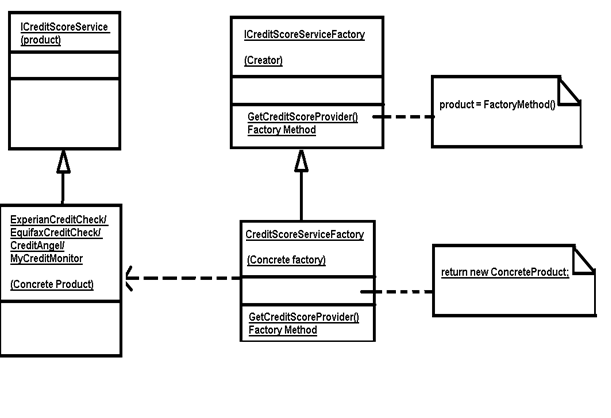 ICreditScoreService
(product)
ICreditScoreServiceFactory
(Creator)
GetCreditScoreProvider()
Factory Method
product = FactoryMethod()
ExperianCreditCheck/
EquifaxCreditCheck/
CreditAngel/
MyCreditMonitor
(Concrete Product)
CreditScoreServiceFactory
(Concrete factory)
GetCreditScoreProvider()
Factory Method
return new ConcreteProduct;